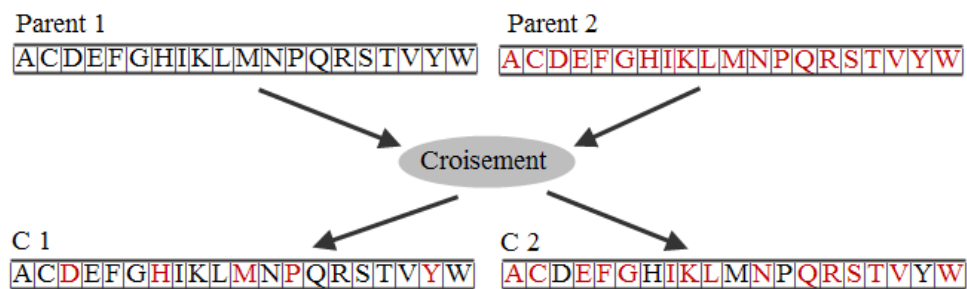 Parent 1
Parent 2
ACDEFGHIKLMNPQRSTVYW
ACDEFGHIKLMNPQRSTVYW
Croisement
C 1
C 2
ACDEFGHIKLMNPQRSTVYW
ACDEFGHIKLMNPQRSTVYW